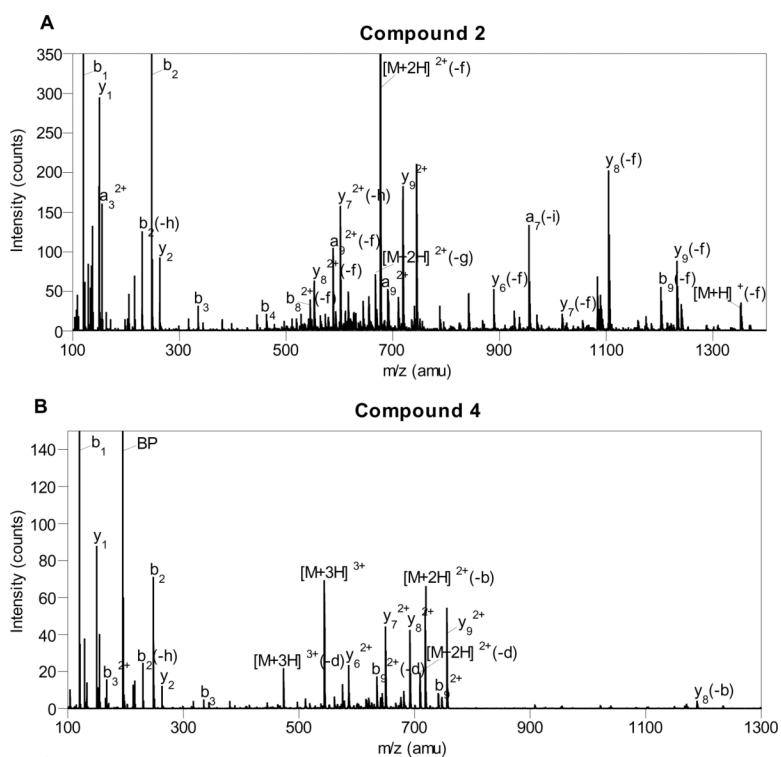 A
Compound 2
Intensity (counts)
350
300
250
200
150
100
50
0
b1
y1
b2
[M+2H] 2+(-f)
a3 2+
b2(-h)
y2
b3
b4
b8 2+(-f)
y8 2+(-f)
a9 2+(-f)
y7 2+(-h)
[M+2H] 2+(-g)
a9 2+
y9 2+
y6(-f)
a7(-i)
y7(-f)
y8(-f)
b9(-f)
y9(-f)
[M+H] +(-f)
100 300 500 700 900 1100 1300
m/z (amu)
B
Compound 4
Intensity (counts)
140
120
100
80
60
40
20
0
b1
BP
y1
b2
b3 2+
b2(-h)
y2
b3
[M+3H] 3+(-d)
[M+3H] 3+
y6 2+
b9 2+(-d)
y7 2+
y8 2+
[M+2H] 2+(-b)
[M+2H] 2+(-d)
b9 2+
y9 2+
y8(-b)
100 300 500 700 900 1100 1300
m/z (amu)